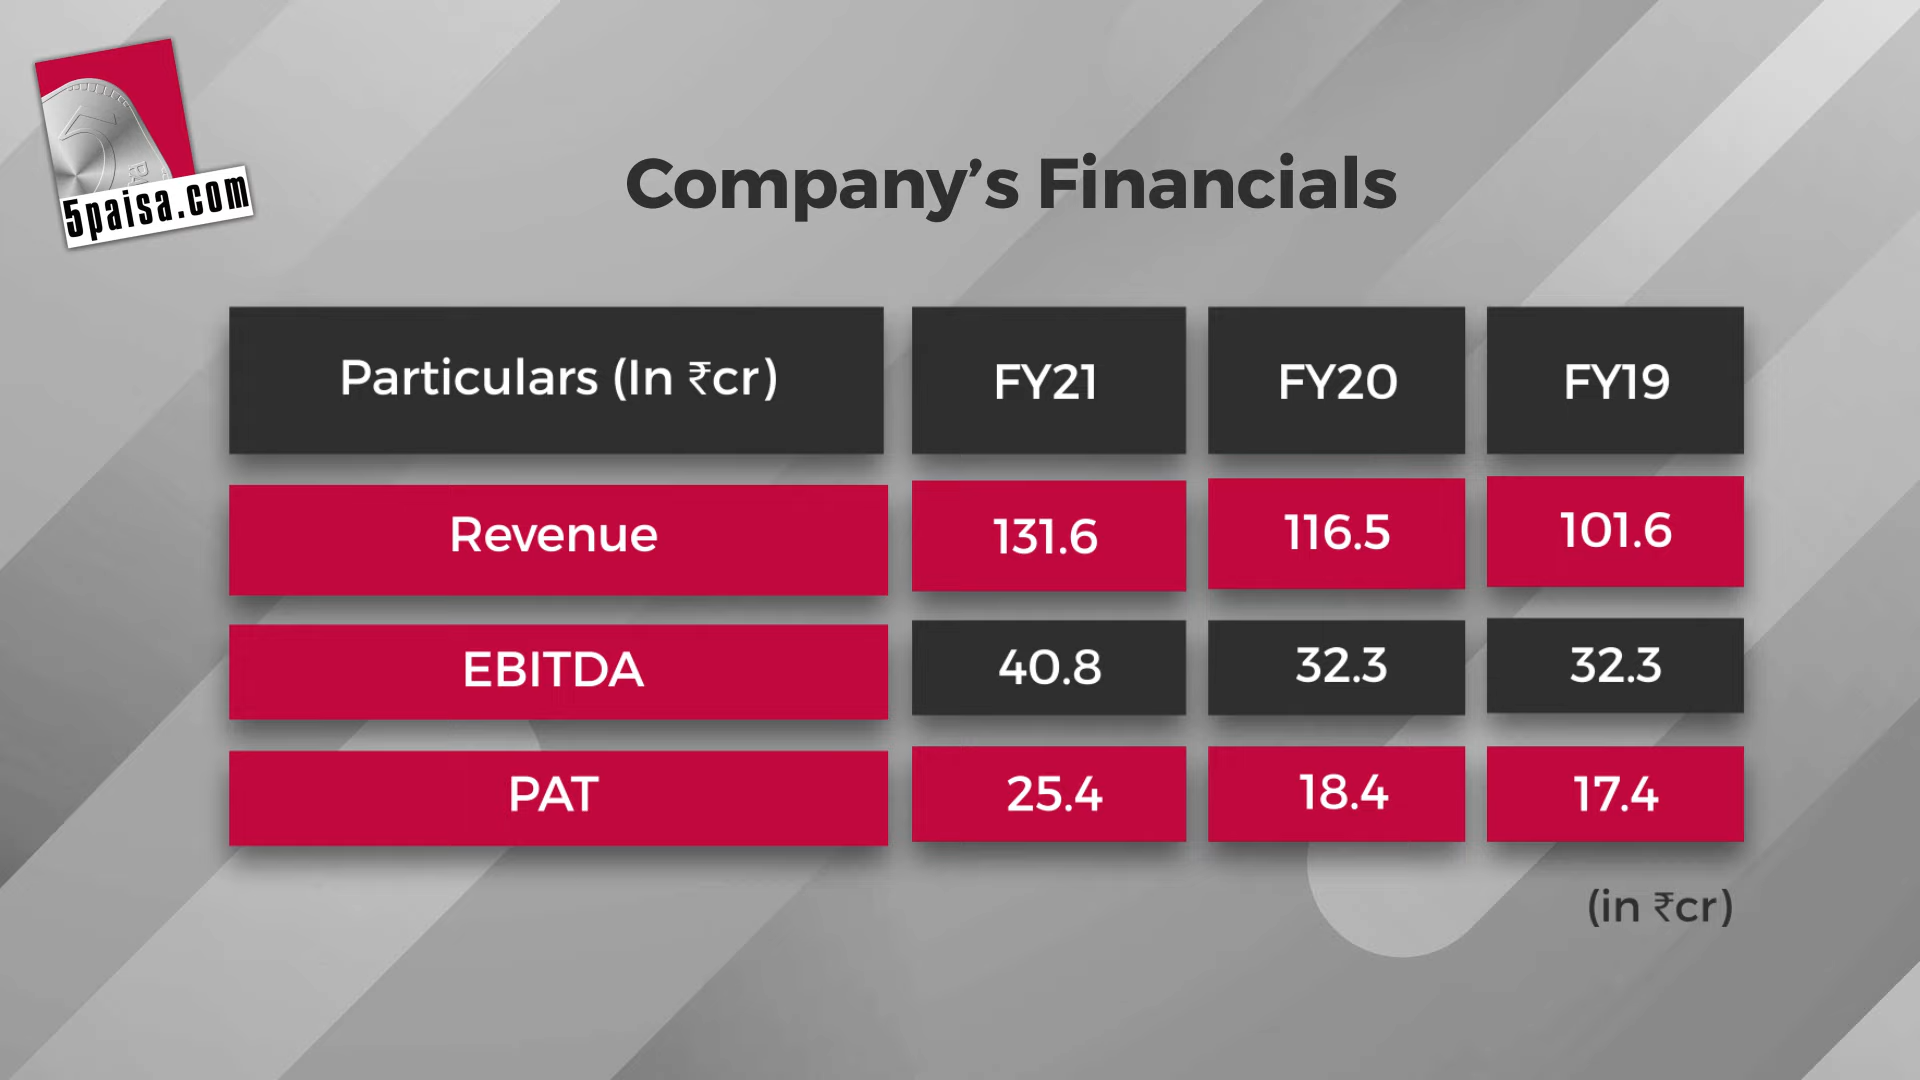 5paisa.com
Company’s Financials
Particulars (In ₹cr) FY21 FY20 FY19
Revenue 131.6 116.5 101.6
EBITDA 40.8 32.3 32.3
PAT 25.4 18.4 17.4
(in ₹cr)